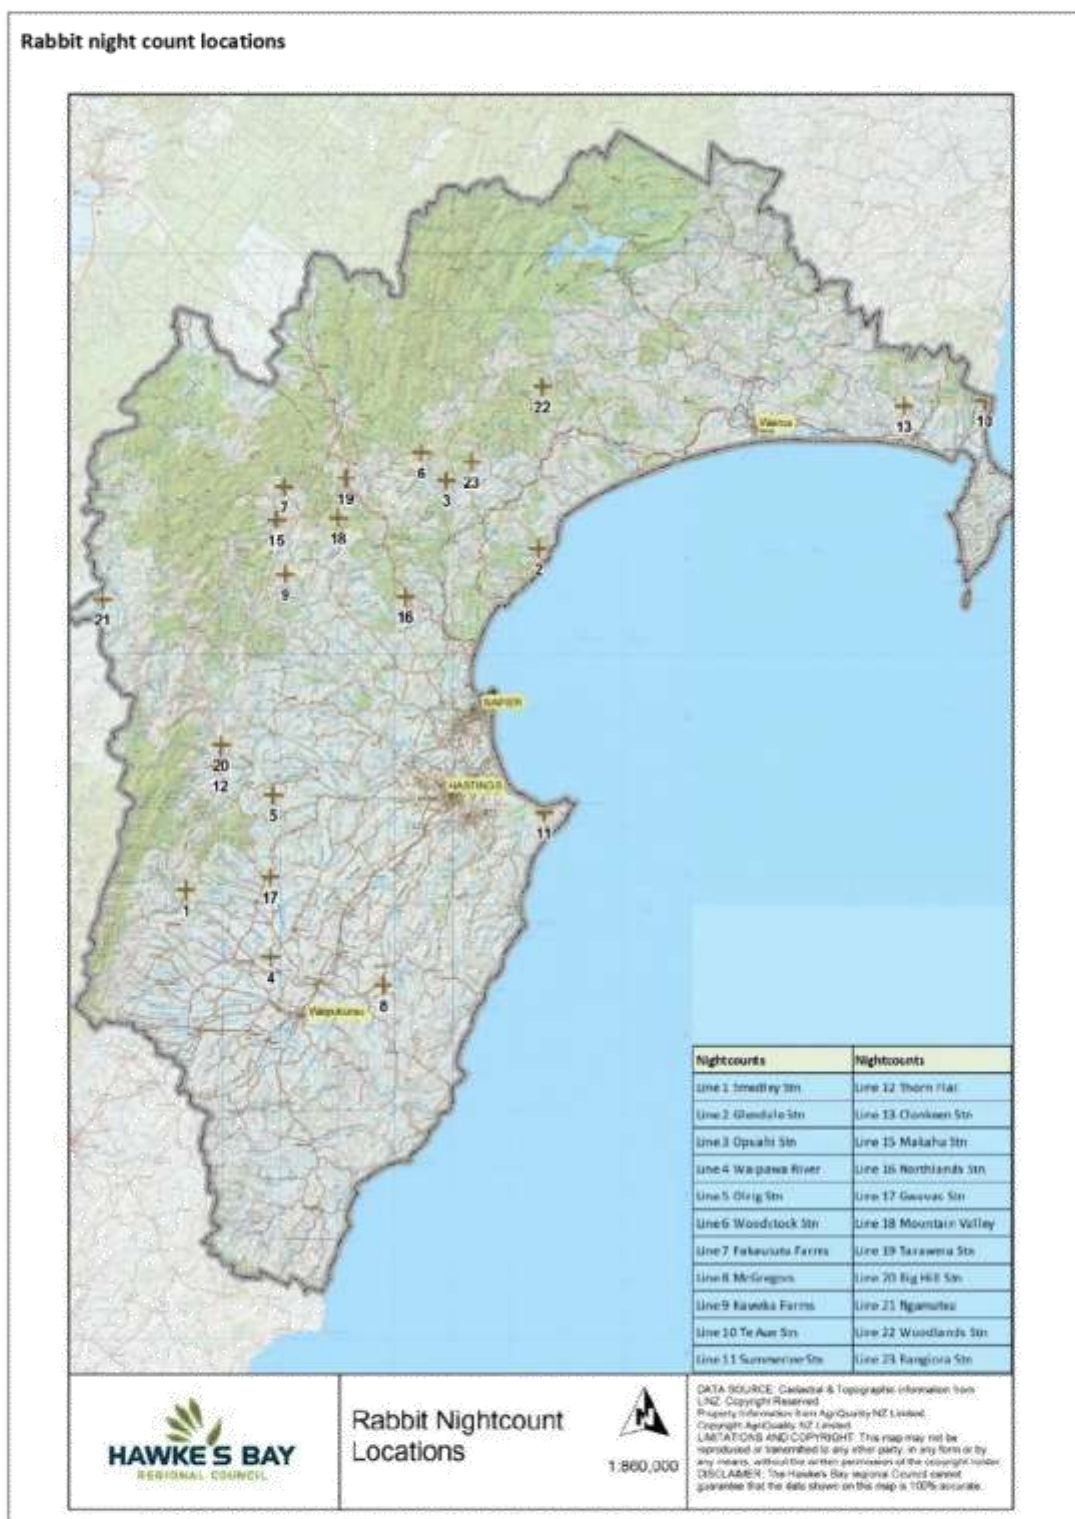 Rabbit night count locations
22
13
10
6
23
3
19
7
18
15
2
9
16
21
NAPIER
20
12
HASTINGS
5
11
17
1
4
8
Waipukurau
Nightcounts Nightcounts
Line 1 Smedley Stn Line 12 Thorn Flat
Line 2 Glendale Stn Line 13 Clonkeen Stn
Line 3 Opuahi Stn Line 15 Makahu Stn
Line 4 Waipawa River Line 16 Northlands Stn
Line 5 Olrig Stn Line 17 Gwavas Stn
Line 6 Woodstock Stn Line 18 Mountain Valley
Line 7 Farms Line 19 Tarawera Stn
Line 8 McGregors Line 20 Big Hill Stn
Line 9 Kaweka Farms Line 21
Line 10 Te Stn Line 22 Woodlands Stn
Line 11 Line 23 Rangiora Stn
HAWKE'S BAY
REGIONAL COUNCIL
Rabbit Nightcount
Locations
N
1:860,000
DATA SOURCE: Cadastral & Topographic information from
LINZ. Copyright Reserved
Property information from AgriQuality NZ Limited.
Copyright AgriQuality NZ Limited.
LIMITATIONS AND COPYRIGHT: This map may not be
reproduced or transmitted to any other party, in any form or by
any means, without the written permission of the copyright holder.
DISCLAIMER: The Hawke's Bay regional Council cannot
guarantee that the data shown on this map is 100% accurate.